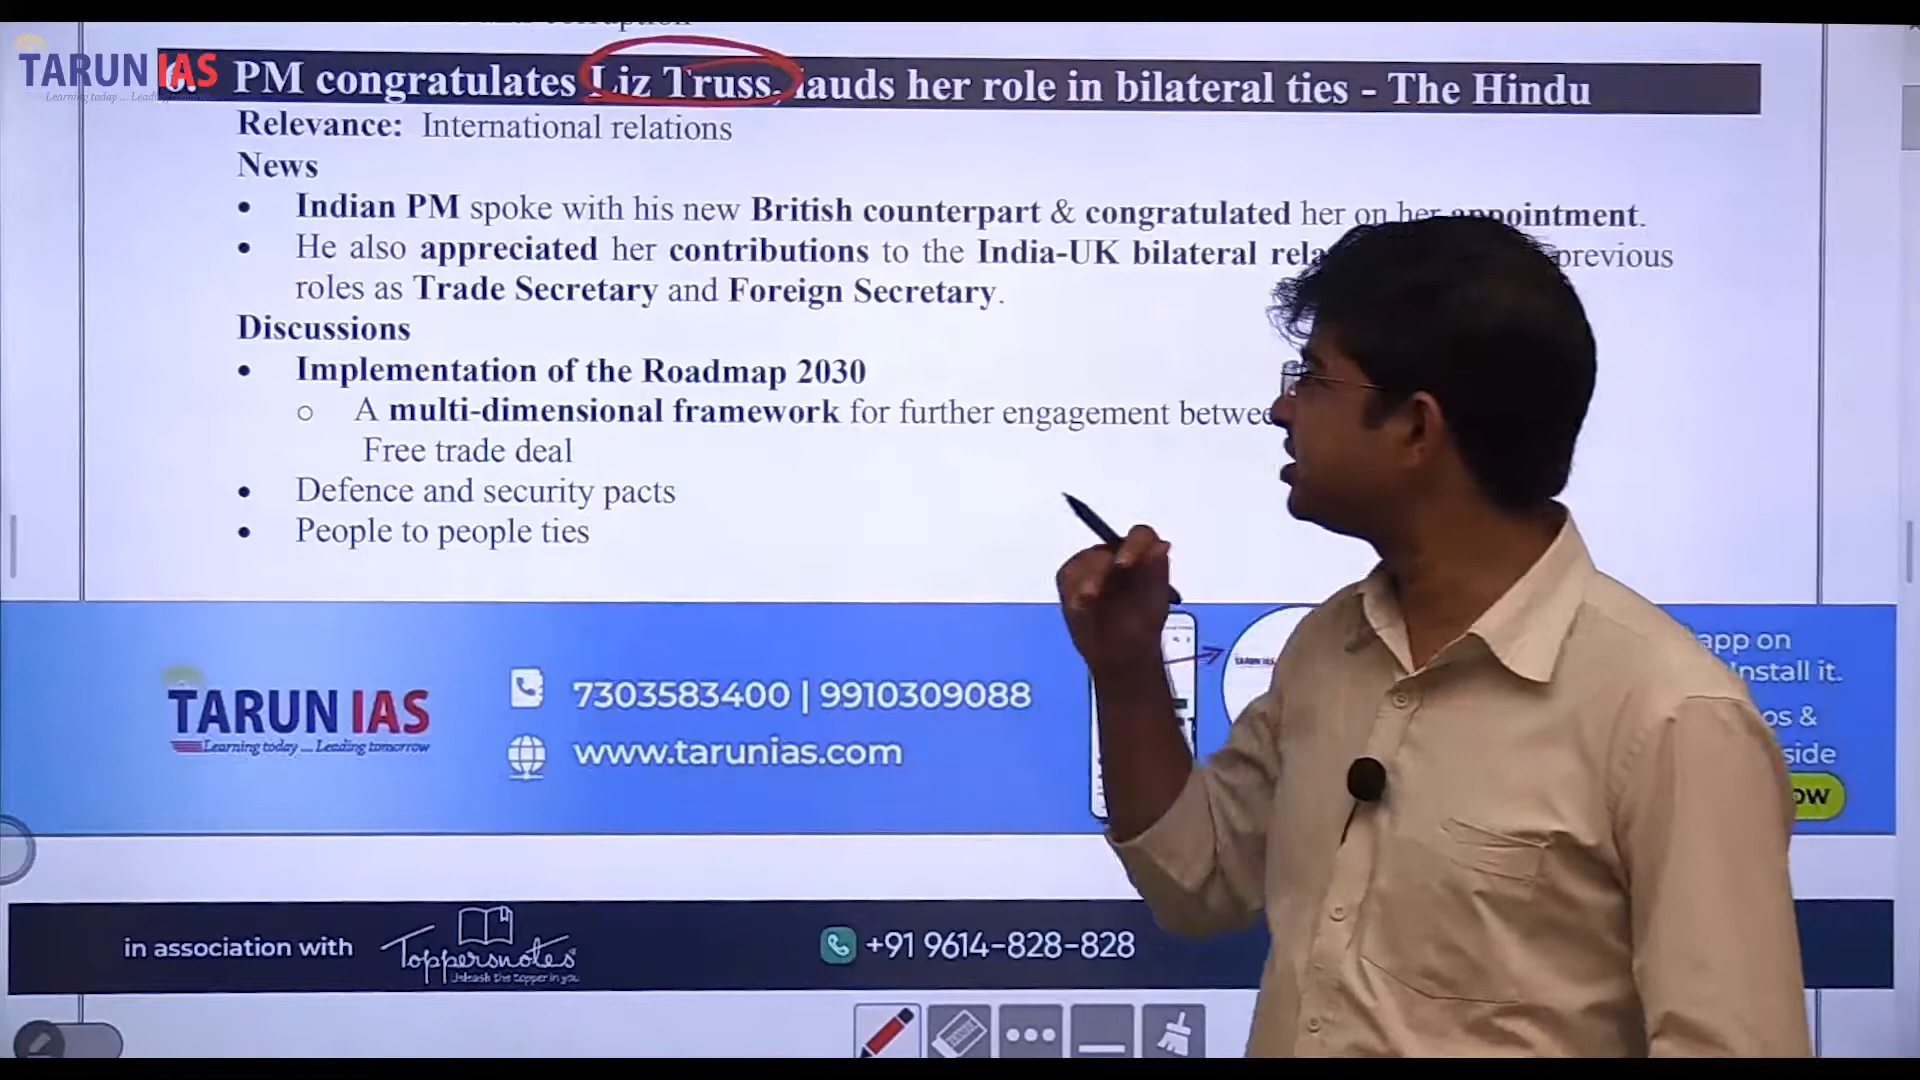 TARUN IAS
6. PM congratulates Liz Truss, lauds her role in bilateral ties - The Hindu
Relevance: International relations
News
• Indian PM spoke with his new British counterpart & congratulated her on her appointment.
• He also appreciated her contributions to the India-UK bilateral previous
roles as Trade Secretary and Foreign Secretary.
Discussions
• Implementation of the Roadmap 2030
○ A multi-dimensional framework for further engagement
Free trade deal
• Defence and security pacts
• People to people ties
TARUN IAS
Learning today ... Leading tomorrow
7303583400 | 9910309088
www.tarunias.com
app on
Install it.
&
in association with
Toppersnotes
Unleash the topper in you
+91 9614-828-828